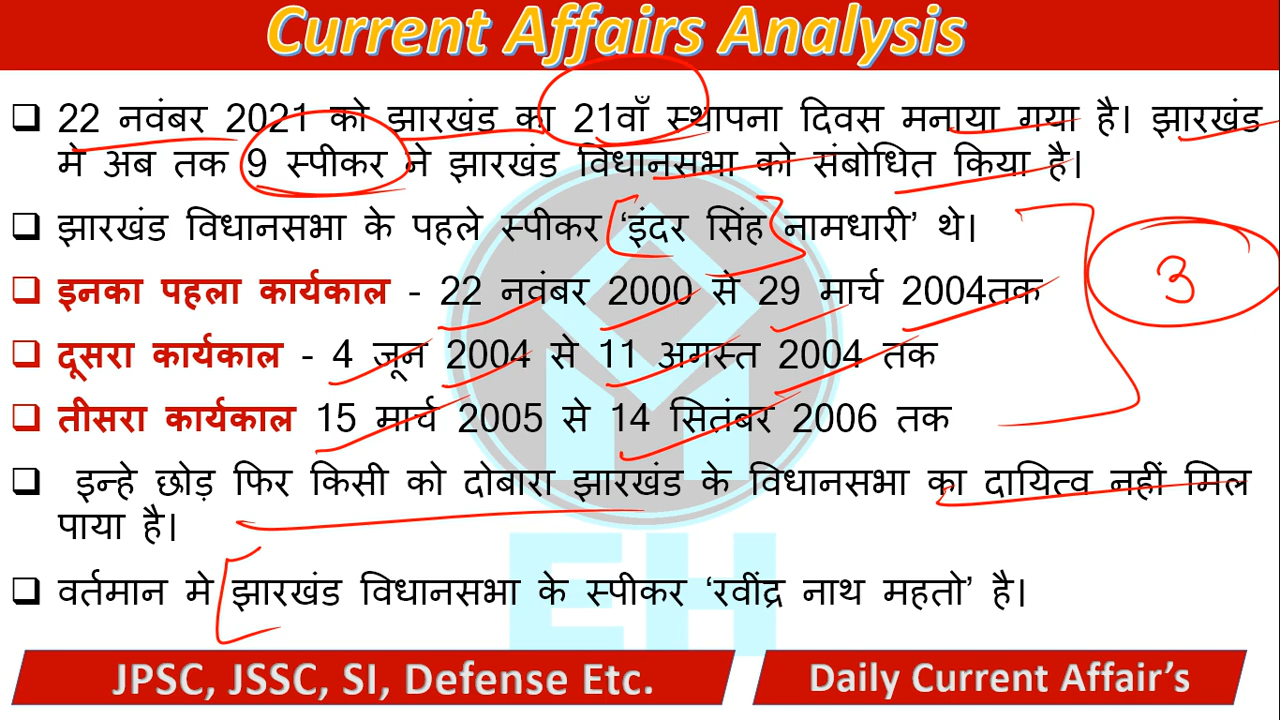 Current Affairs Analysis
22 नवंबर 2021 को झारखंड का 21वाँ स्थापना दिवस मनाया गया है। झारखंड
मे अब तक 9 स्पीकर ने झारखंड विधानसभा को संबोधित किया है।
झारखंड विधानसभा के पहले स्पीकर ‘इंदर सिंह नामधारी’ थे।
इनका पहला कार्यकाल - 22 नवंबर 2000 से 29 मार्च 2004तक
दूसरा कार्यकाल - 4 जून 2004 से 11 अगस्त 2004 तक
तीसरा कार्यकाल 15 मार्च 2005 से 14 सितंबर 2006 तक
3
इन्हे छोड़ फिर किसी को दोबारा झारखंड के विधानसभा का दायित्व नहीं मिल
पाया है।
वर्तमान मे झारखंड विधानसभा के स्पीकर ‘रवींद्र नाथ महतो’ है।
EH
JPSC, JSSC, SI, Defense Etc.
Daily Current Affair’s